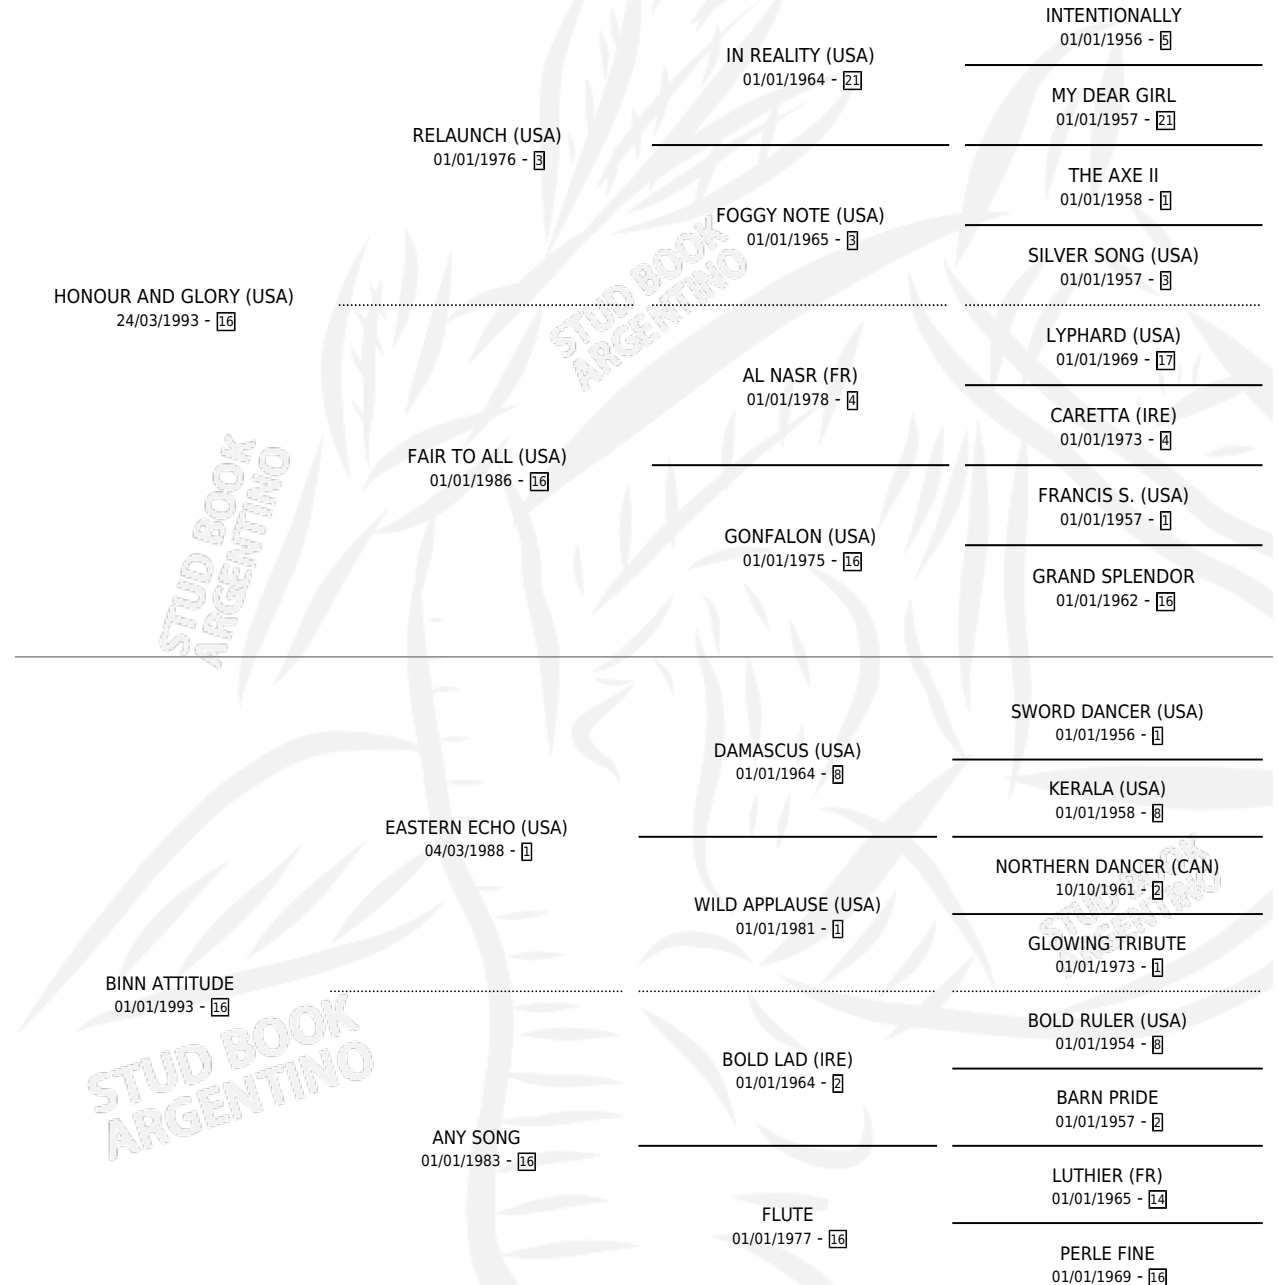 INTENTIONALLY
01/01/1956 - 5
IN REALITY (USA)
01/01/1964 - 21
MY DEAR GIRL
01/01/1957 - 21
RELAUNCH (USA)
01/01/1976 - 3
THE AXE II
01/01/1958 - 1
FOGGY NOTE (USA)
01/01/1965 - 3
SILVER SONG (USA)
01/01/1957 - 3
HONOUR AND GLORY (USA)
24/03/1993 - 16
LYPHARD (USA)
01/01/1969 - 17
AL NASR (FR)
01/01/1978 - 4
CARETTA (IRE)
01/01/1973 - 4
FAIR TO ALL (USA)
01/01/1986 - 16
FRANCIS S. (USA)
01/01/1957 - 1
GONFALON (USA)
01/01/1975 - 16
GRAND SPLENDOR
01/01/1962 - 16
SWORD DANCER (USA)
01/01/1956 - 1
DAMASCUS (USA)
01/01/1964 - 8
KERALA (USA)
01/01/1958 - 8
EASTERN ECHO (USA)
04/03/1988 - 1
NORTHERN DANCER (CAN)
10/10/1961 - 2
WILD APPLAUSE (USA)
01/01/1981 - 1
GLOWING TRIBUTE
01/01/1973 - 1
BINN ATTITUDE
01/01/1993 - 16
BOLD RULER (USA)
01/01/1954 - 8
BOLD LAD (IRE)
01/01/1964 - 2
BARN PRIDE
01/01/1957 - 2
ANY SONG
01/01/1983 - 16
LUTHIER (FR)
01/01/1965 - 14
FLUTE
01/01/1977 - 16
PERLE FINE
01/01/1969 - 16
STUD BOOK
ARGENTINO
STUD BOOK
ARGENTINO
STUD BOOK
ARGENTINO
STUD BOOK
ARGENTINO